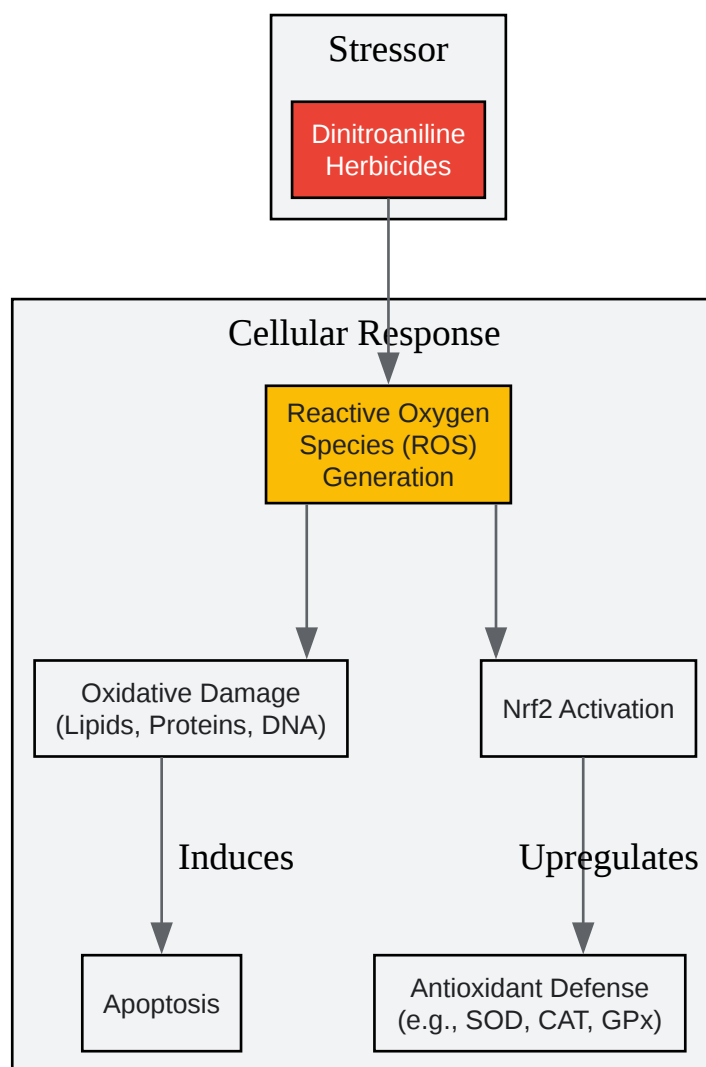 Stressor
Dinitroaniline
Herbicides
Cellular Response
Reactive Oxygen
Species (ROS)
Generation
Oxidative Damage
(Lipids, Proteins, DNA)
Nrf2 Activation
Induces
Upregulates
Apoptosis
Antioxidant Defense
(e.g., SOD, CAT, GPx)